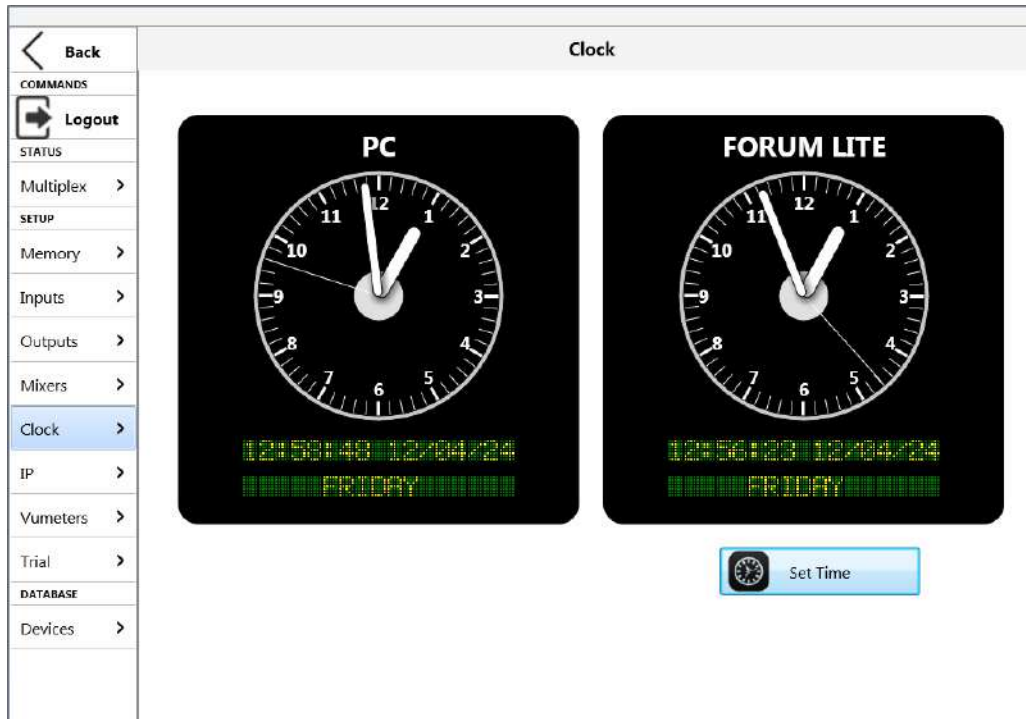 Back
Clock
COMMANDS
Logout
STATUS
Multiplex
SETUP
Memory
Inputs
Outputs
Mixers
Clock
IP
Vumeters
Trial
DATABASE
Devices
PC
12
1
2
3
4
5
6
7
8
9
10
11
12:58:48 12/04/24
FRIDAY
FORUM LITE
12
1
2
3
4
5
6
7
8
9
10
11
12:56:23 12/04/24
FRIDAY
Set Time